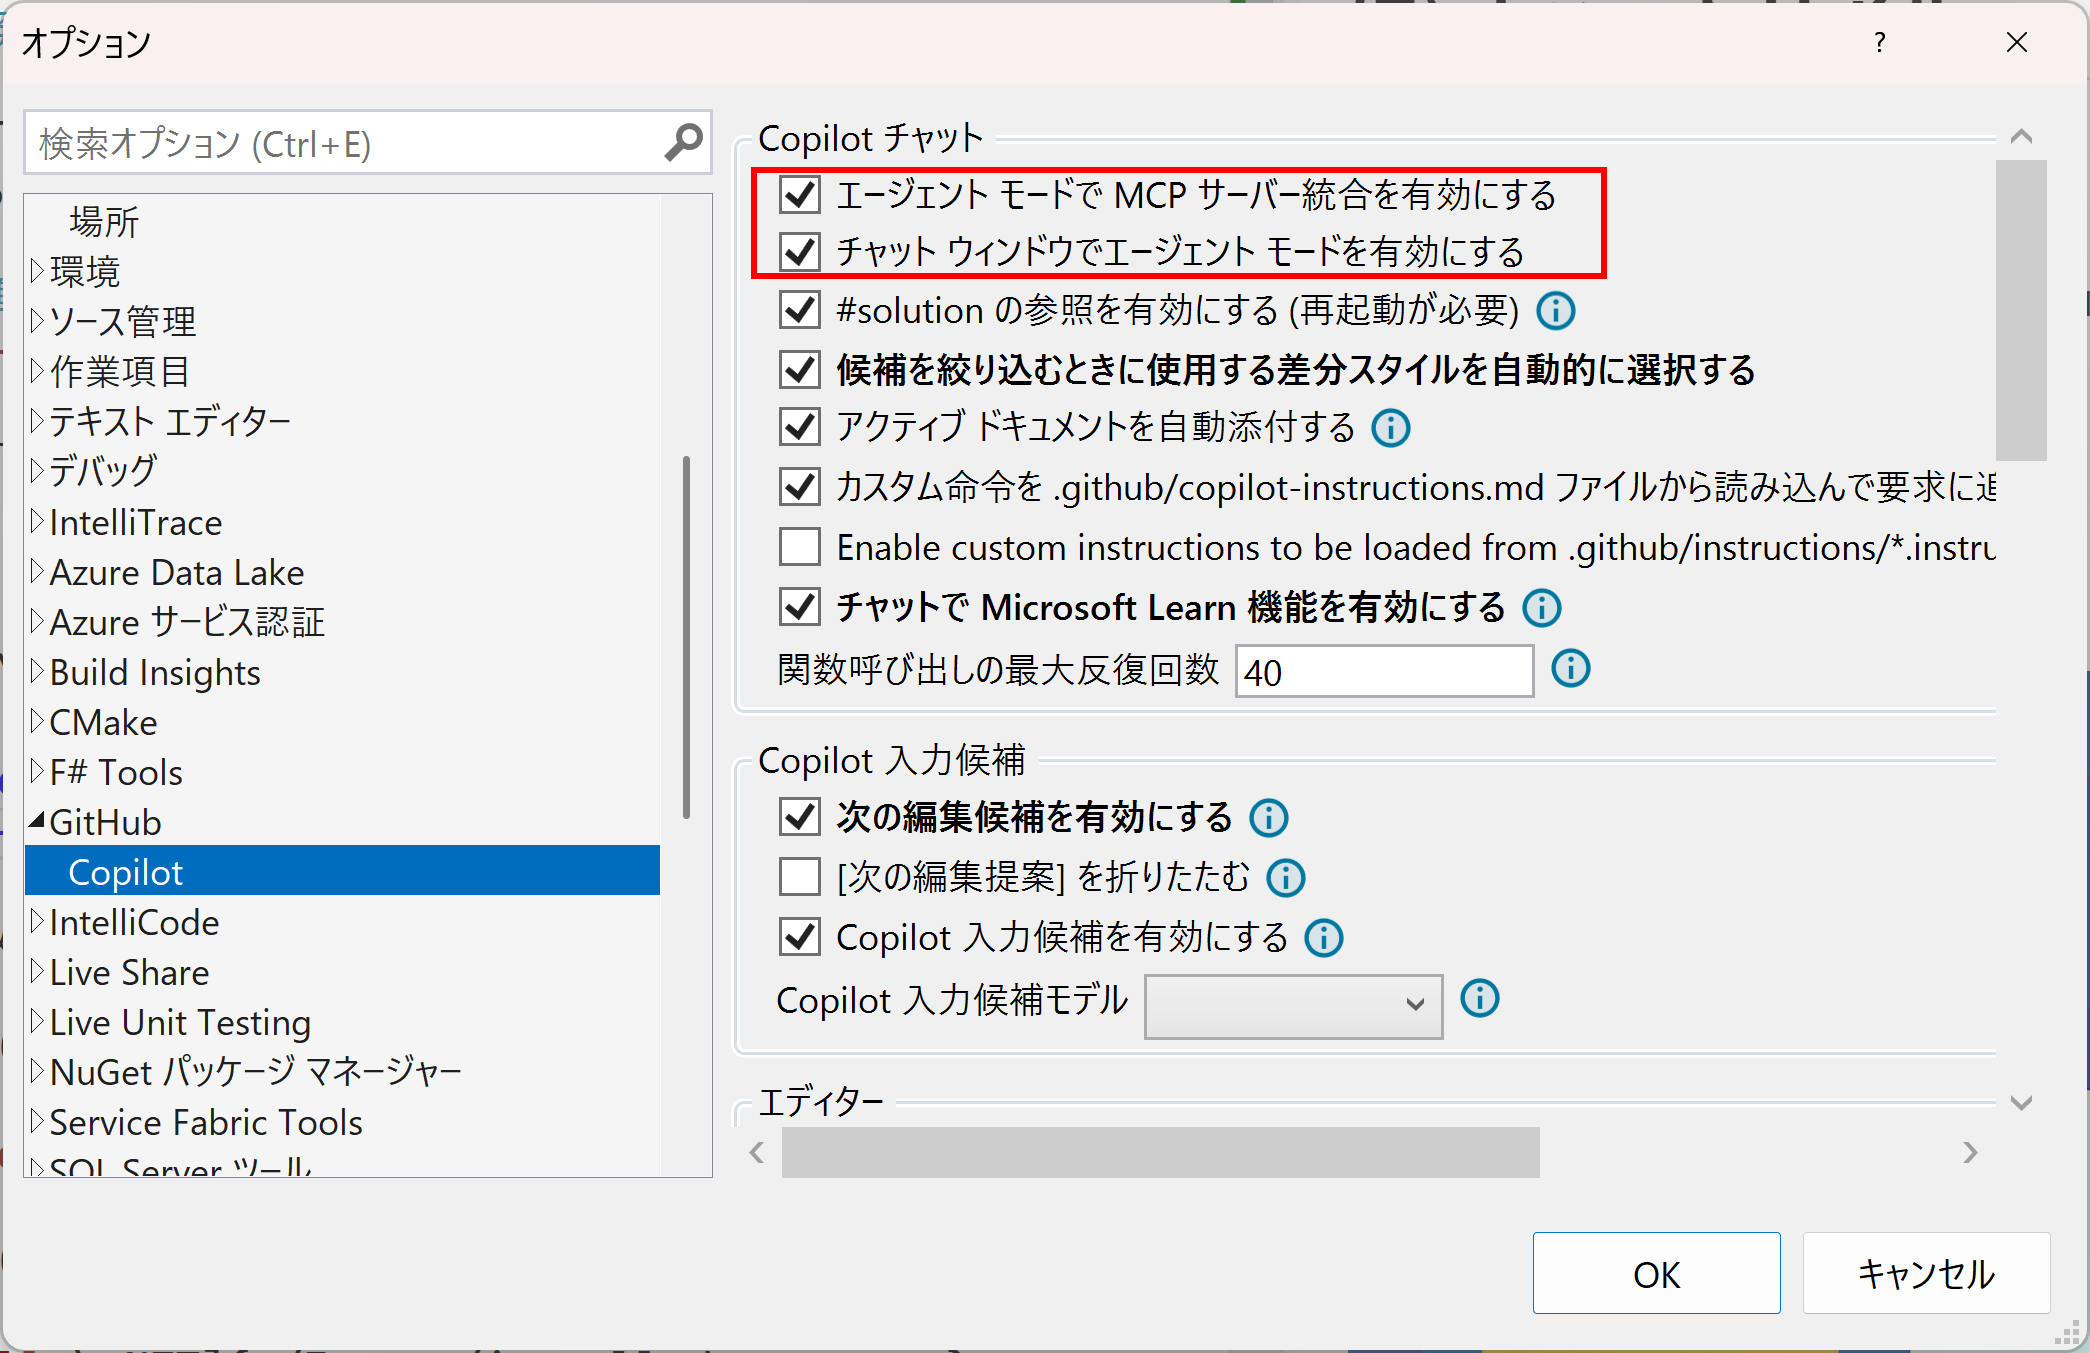 オプション
?
検索オプション (Ctrl+E)
場所
環境
ソース管理
作業項目
テキスト エディター
デバッグ
IntelliTrace
Azure Data Lake
Azure サービス認証
Build Insights
CMake
F# Tools
GitHub
Copilot
IntelliCode
Live Share
Live Unit Testing
NuGet パッケージ マネージャー
Service Fabric Tools
SQL Server ツール
Copilot チャット
エージェント モードで MCP サーバー統合を有効にする
チャット ウィンドウでエージェント モードを有効にする
#solution の参照を有効にする (再起動が必要)
候補を絞り込むときに使用する差分スタイルを自動的に選択する
アクティブ ドキュメントを自動添付する
カスタム命令を .github/copilot-instructions.md ファイルから読み込んで要求に追
Enable custom instructions to be loaded from .github/instructions/*.instru
チャットで Microsoft Learn 機能を有効にする
関数呼び出しの最大反復回数 40
Copilot 入力候補
次の編集候補を有効にする
[次の編集提案] を折りたたむ
Copilot 入力候補を有効にする
Copilot 入力候補モデル
エディター
OK
キャンセル